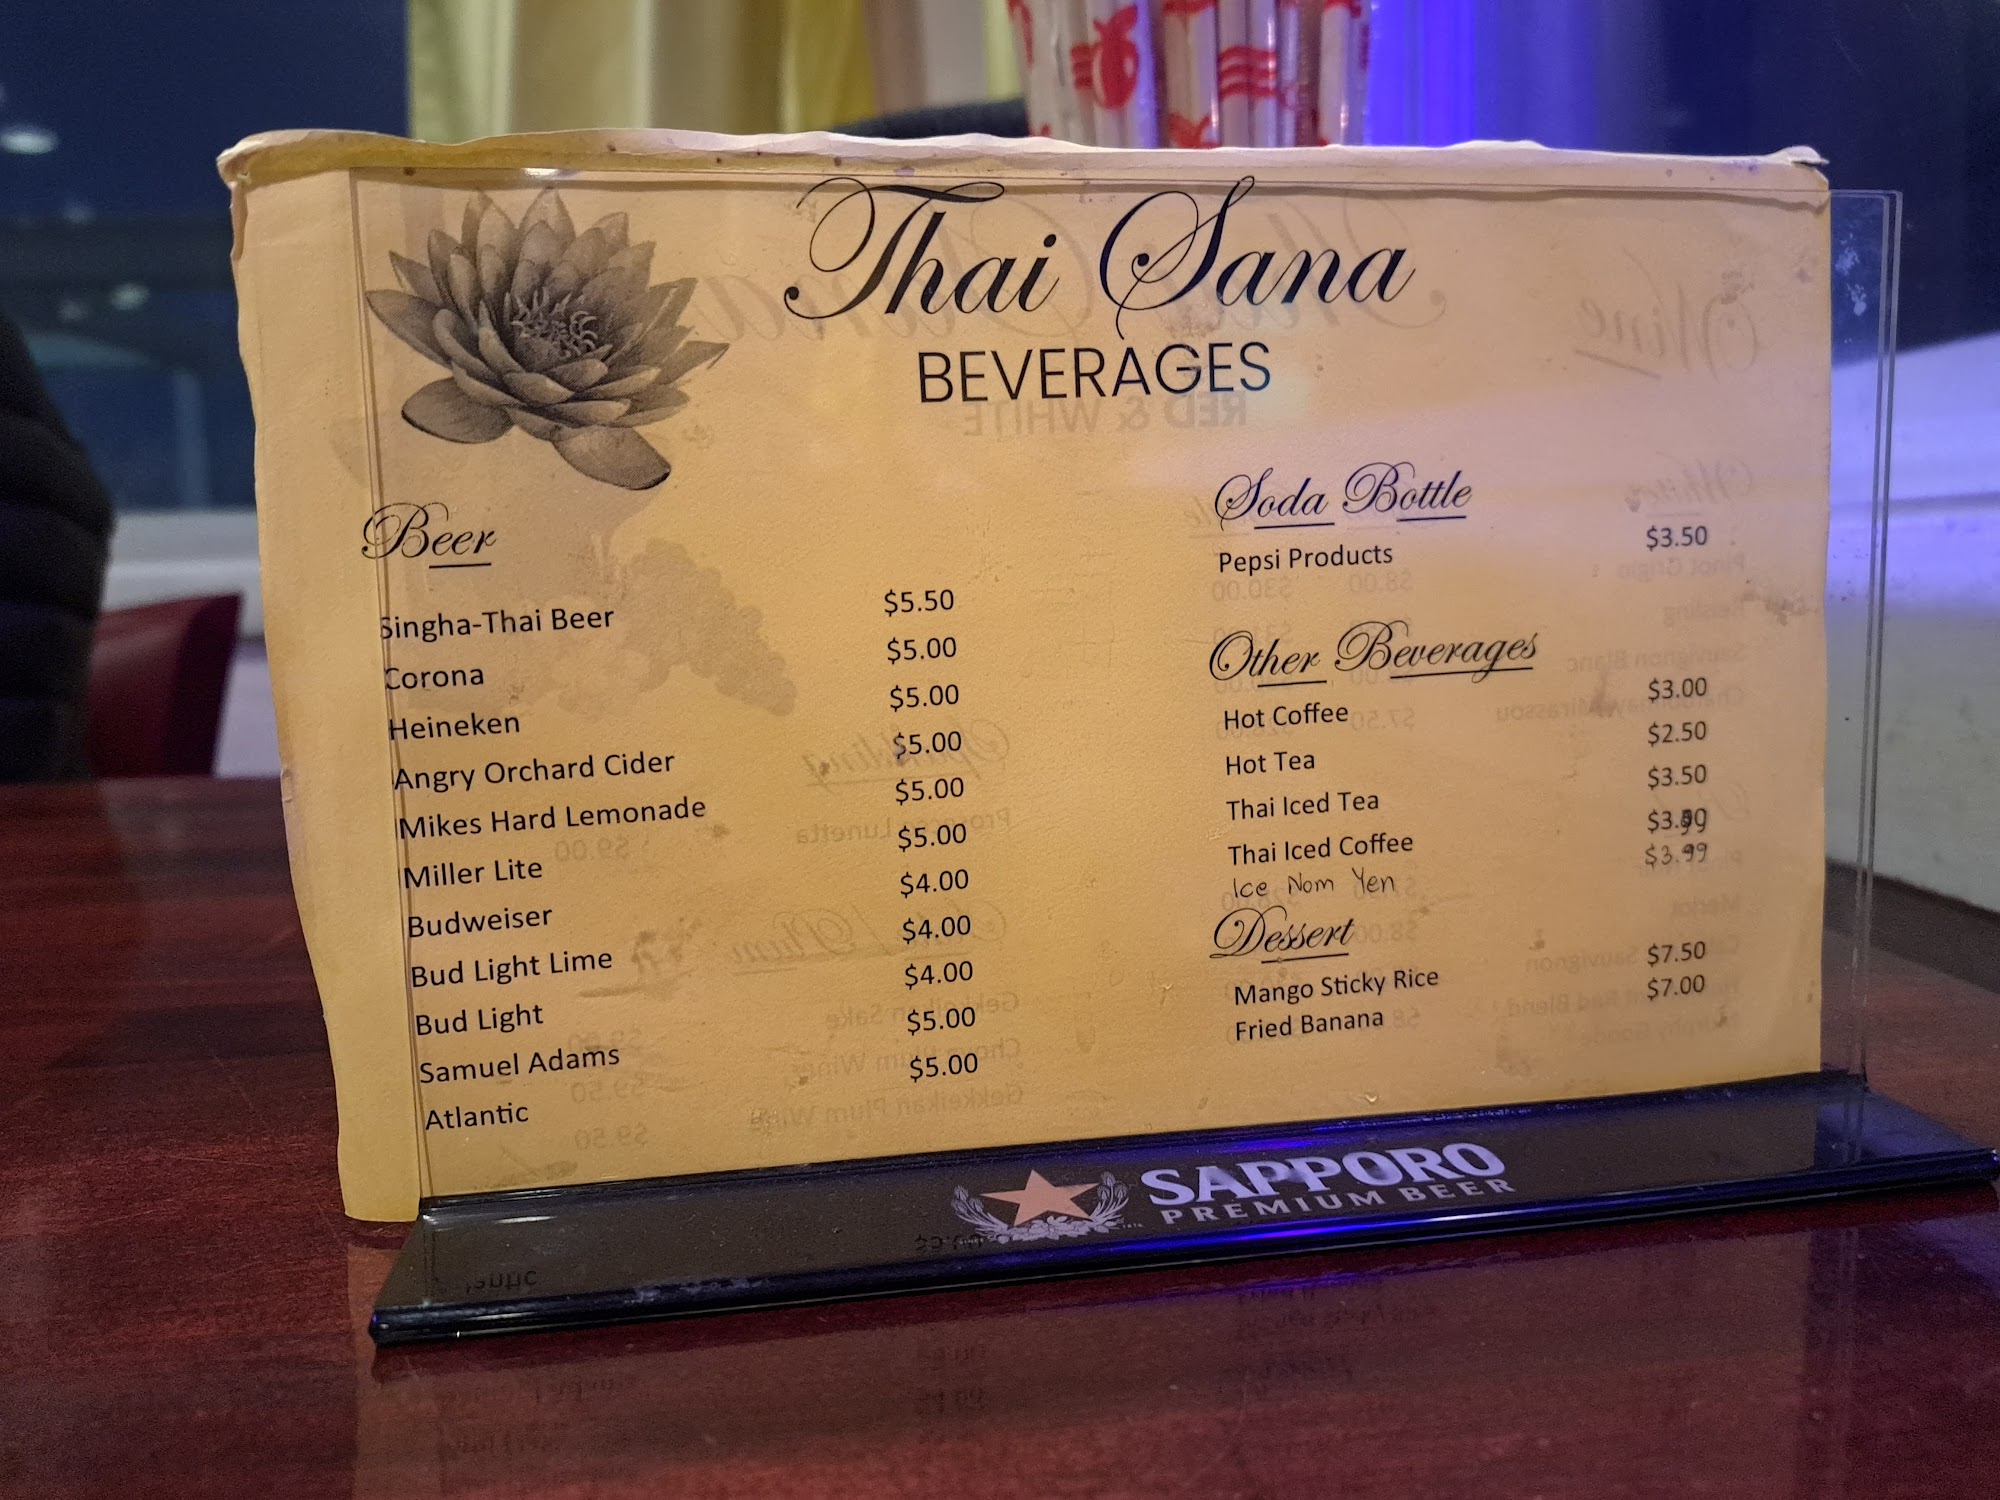 Thai Sana
BEVERAGES
Beer
Singha-Thai Beer $5.50
Corona $5.00
Heineken $5.00
Angry Orchard Cider $5.00
Mikes Hard Lemonade $5.00
Miller Lite $5.00
Budweiser $4.00
Bud Light Lime $4.00
Bud Light $4.00
Samuel Adams $5.00
Atlantic $5.00
Soda Bottle
Pepsi Products $3.50
Other Beverages
Hot Coffee $3.00
Hot Tea $2.50
Thai Iced Tea $3.50
Thai Iced Coffee $3.99
Ice Nom Yen $3.99
Dessert
Mango Sticky Rice $7.50
Fried Banana $7.00
SAPPORO
PREMIUM BEER